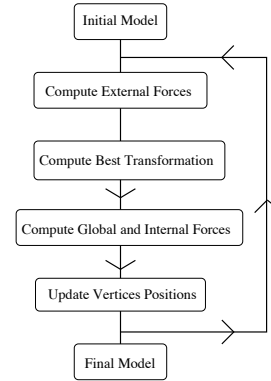 Initial Model
Compute External Forces
Compute Best Transformation
Compute Global and Internal Forces
Update Vertices Positions
Final Model